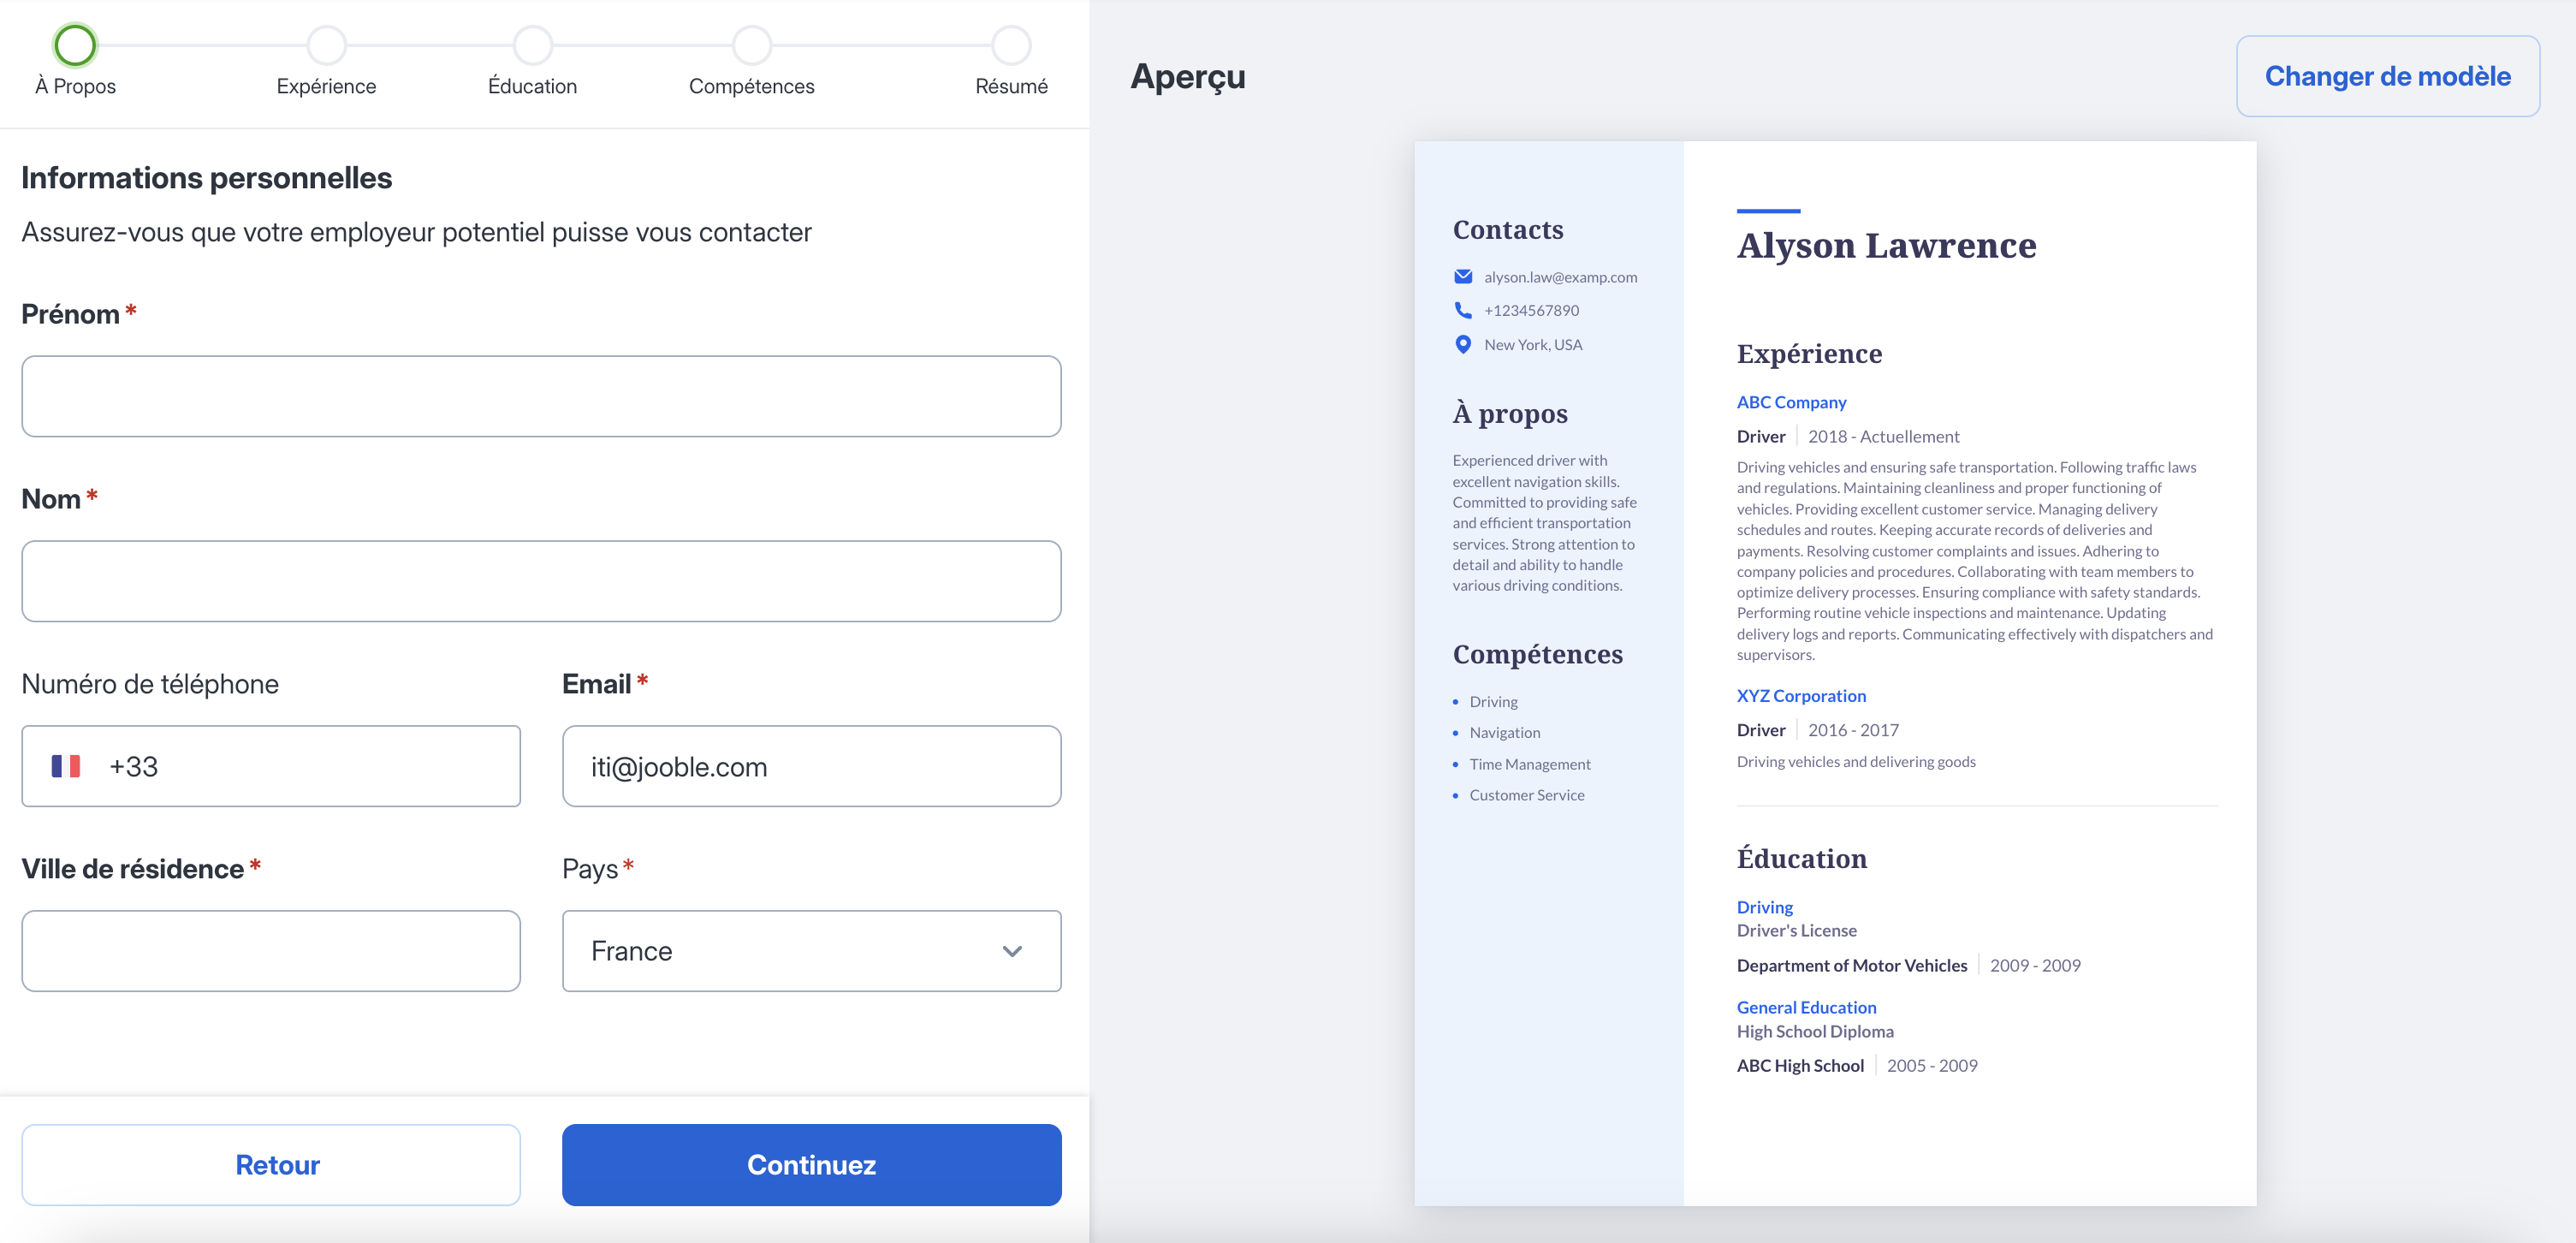 À Propos
Expérience
Éducation
Compétences
Résumé
Informations personnelles
Assurez-vous que votre employeur potentiel puisse vous contacter
Prénom *
Nom *
Numéro de téléphone
+33
Email *
iti@jooble.com
Ville de résidence *
Pays *
France
Retour
Continuez
Aperçu
Changer de modèle
Contacts
alyson.law@examp.com
+1234567890
New York, USA
À propos
Experienced driver with
excellent navigation skills.
Committed to providing safe
and efficient transportation
services. Strong attention to
detail and ability to handle
various driving conditions.
Compétences
Driving
Navigation
Time Management
Customer Service
Alyson Lawrence
Expérience
ABC Company
Driver 2018 - Actuellement
Driving vehicles and ensuring safe transportation. Following traffic laws
and regulations. Maintaining cleanliness and proper functioning of
vehicles. Providing excellent customer service. Managing delivery
schedules and routes. Keeping accurate records of deliveries and
payments. Resolving customer complaints and issues. Adhering to
company policies and procedures. Collaborating with team members to
optimize delivery processes. Ensuring compliance with safety standards.
Performing routine vehicle inspections and maintenance. Updating
delivery logs and reports. Communicating effectively with dispatchers and
supervisors.
XYZ Corporation
Driver 2016 - 2017
Driving vehicles and delivering goods
Éducation
Driving
Driver's License
Department of Motor Vehicles 2009 - 2009
General Education
High School Diploma
ABC High School 2005 - 2009